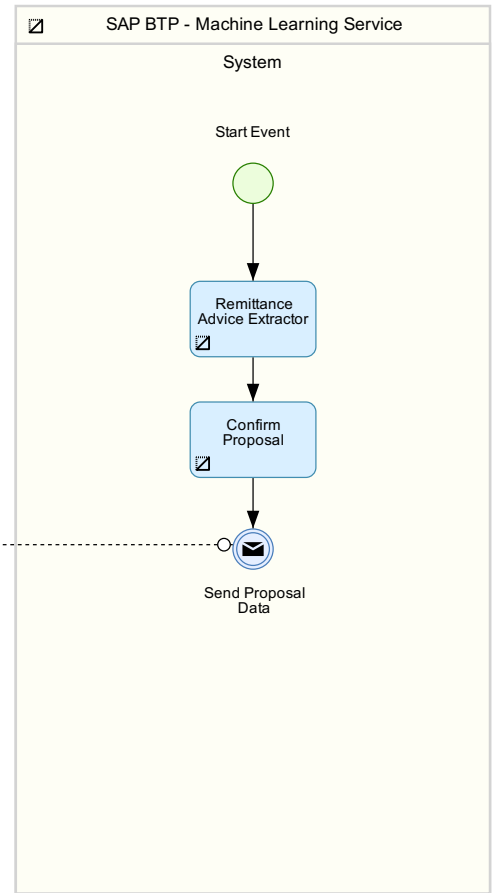 SAP BTP - Machine Learning Service
System
Start Event
Remittance
Advice Extractor
Confirm
Proposal
Send Proposal
Data